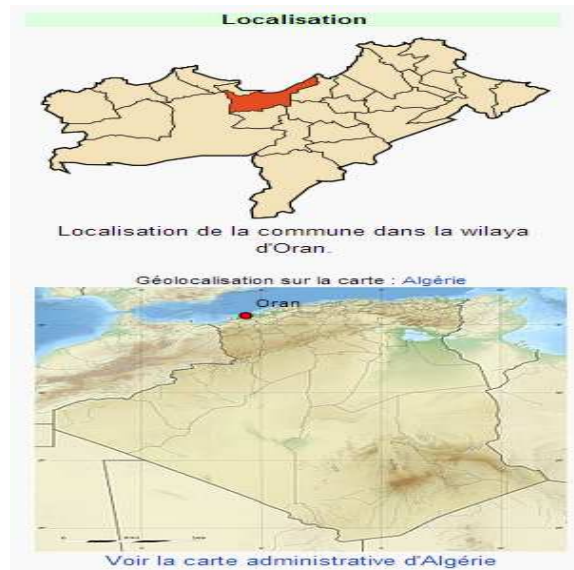 Localisation
Localisation de la commune dans la wilaya
d'Oran.
Géolocalisation sur la carte : Algérie
Oran
Voir la carte administrative d'Algérie